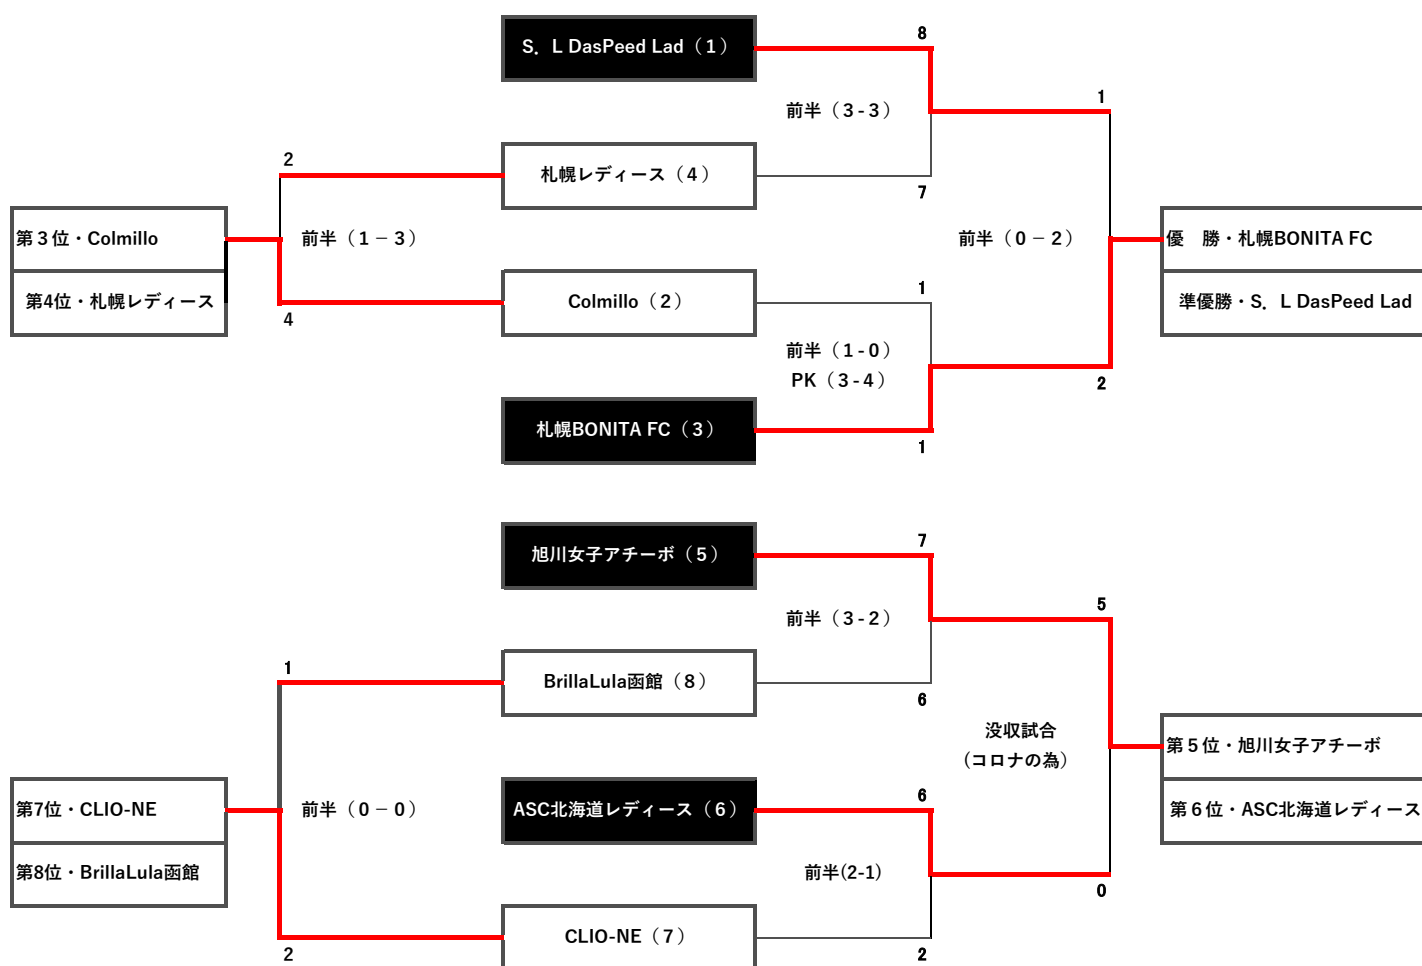 S．L DasPeed Lad（1）
8
前半（3-3）
1
2
札幌レディース（4）
7
第３位・Colmillo
前半（1－3）
前半（0－2）
優　勝・札幌BONITA FC
第4位・札幌レディース
Colmillo（2）
1
準優勝・S．L DasPeed Lad
4
前半（1-0）
PK（3-4）
2
札幌BONITA FC（3）
1
旭川女子アチーボ（5）
7
前半（3-2）
5
1
BrillaLula函館（8）
6
没収試合
（コロナの為）
第５位・旭川女子アチーボ
第7位・CLIO-NE
前半（0－0）
ASC北海道レディース（6）
6
第６位・ASC北海道レディース
第8位・BrillaLula函館
前半(2-1)
0
CLIO-NE（7）
2
2